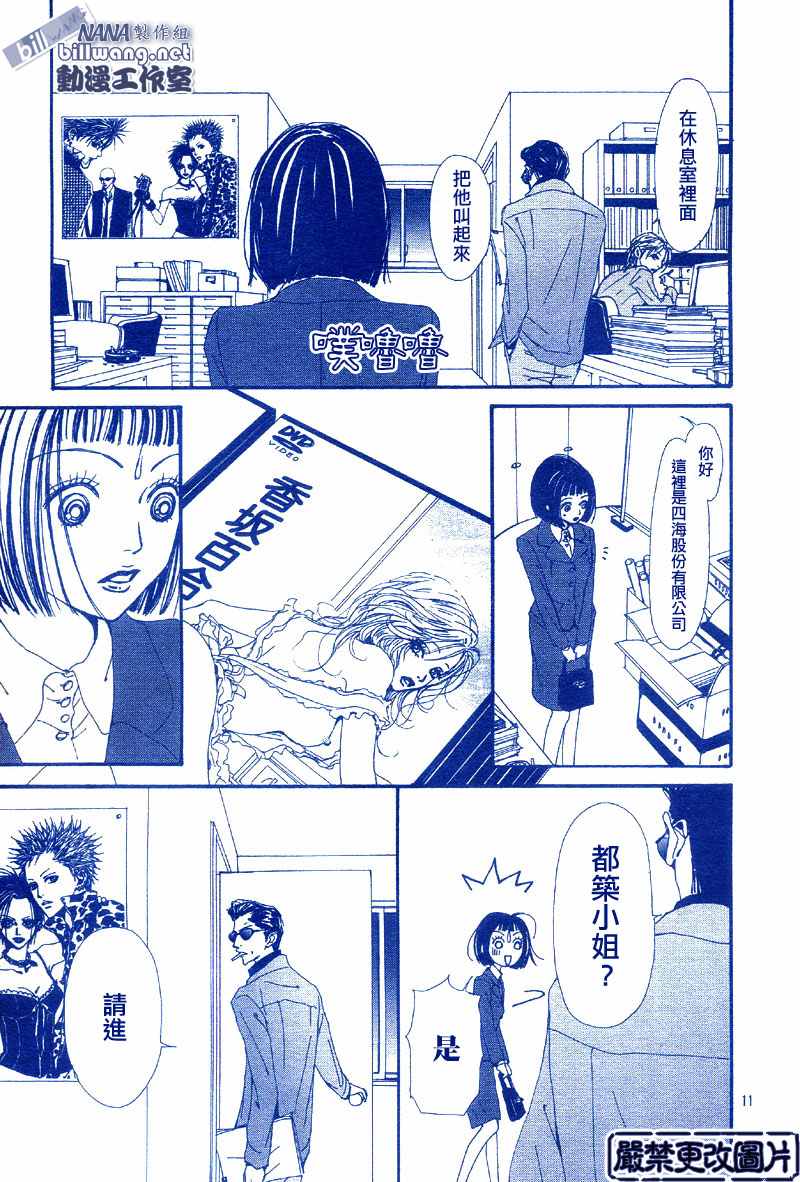 bill WANG
NANA製作組
billwang.net
動漫工作室
在休息室裡面
把他叫起來
噗嚕嚕
你好
這裡是四海股份有限公司
DVD
VIDEO
香坂百合
都築小姐？
是
請進
11
嚴禁更改圖片